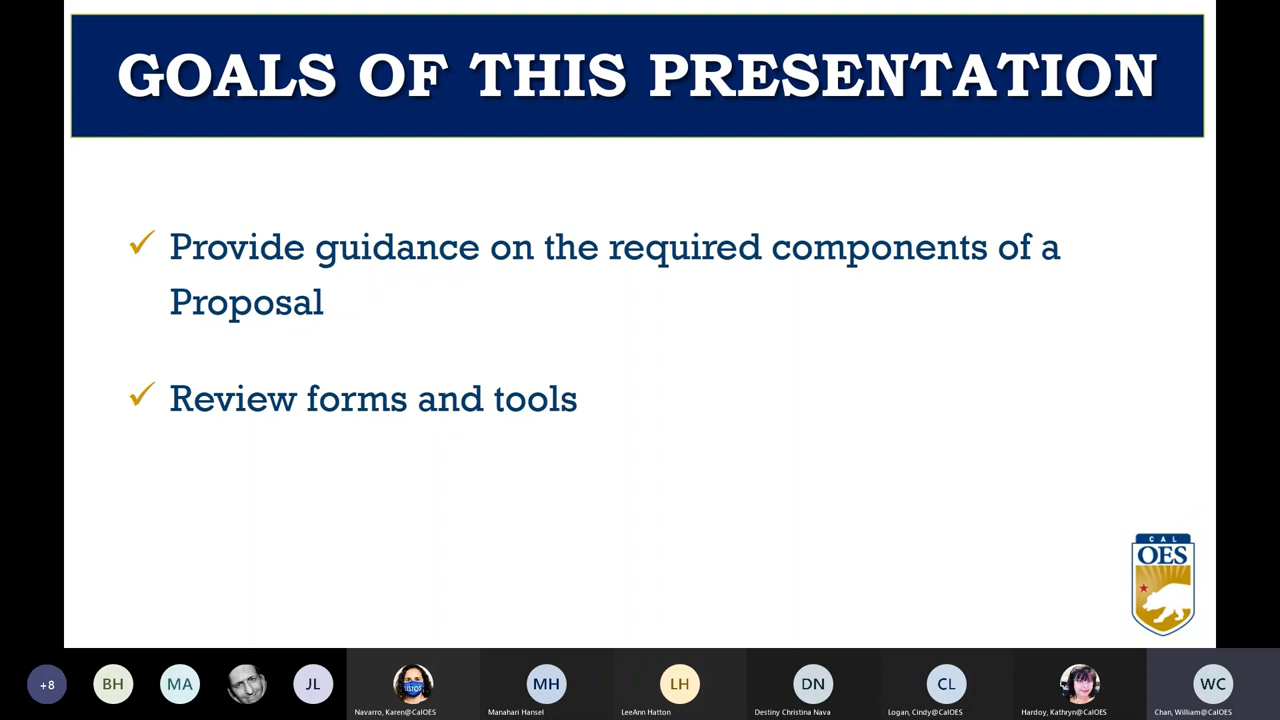 GOALS OF THIS PRESENTATION
Provide guidance on the required components of a
Proposal
Review forms and tools
CAL
OES
+8
BH
MA
JL
ISTOS
MH
LH
DN
CL
WC
Navarro, Karen@CalOES
Manahari Hansel
LeeAnn Hatton
Destiny Christina Nava
Logan, Cindy@CalOES
Hardoy, Kathryn@CalOES
Chan, William@CalOES